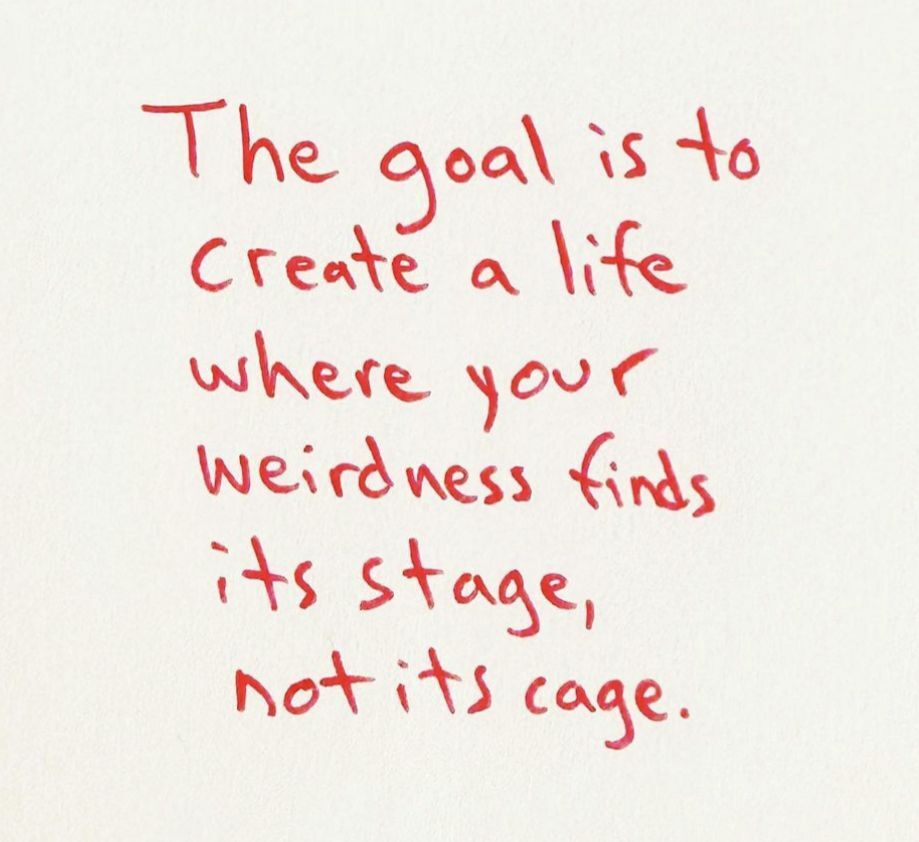 The goal is to
create a life
where your
weirdness finds
its stage,
not its cage.